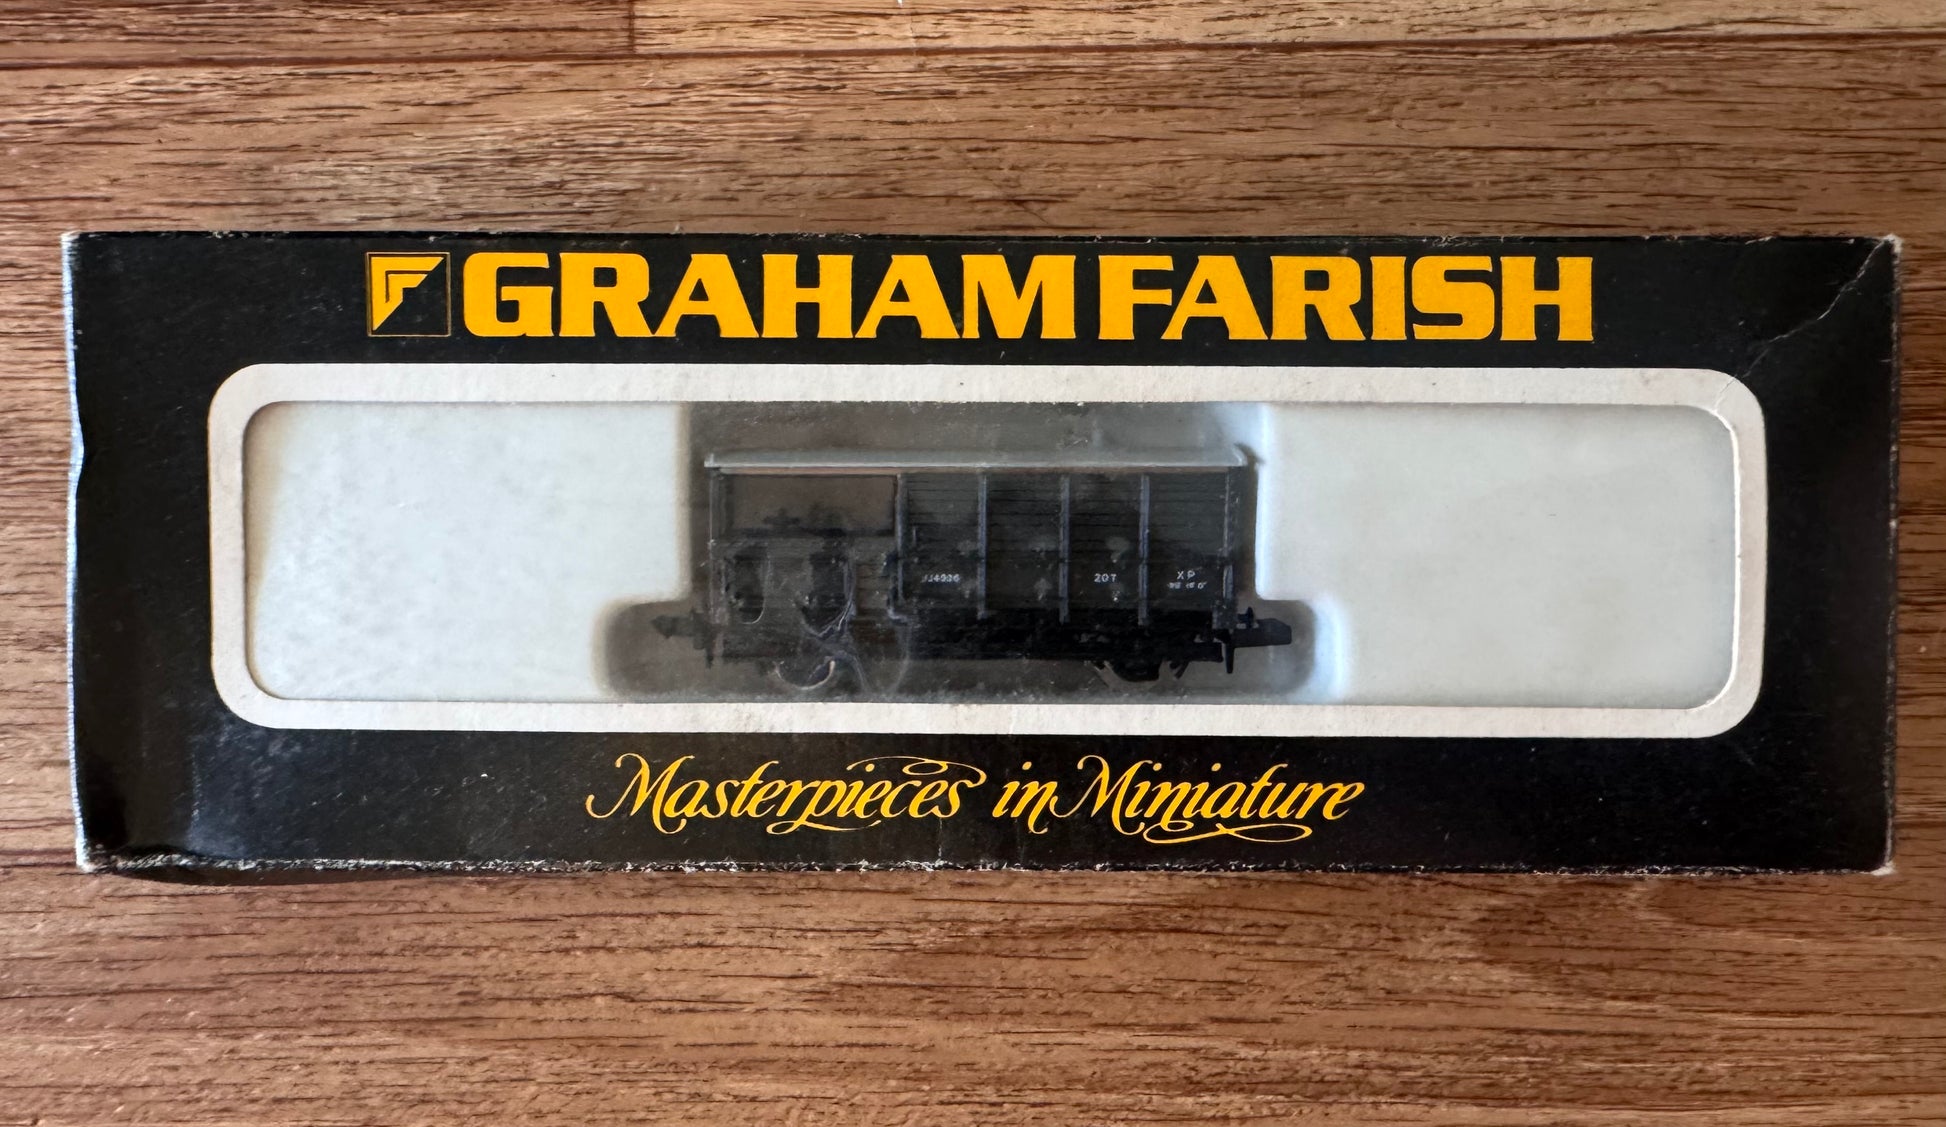 GRAHAM FARISH
20T
XP
Masterpieces in Miniature